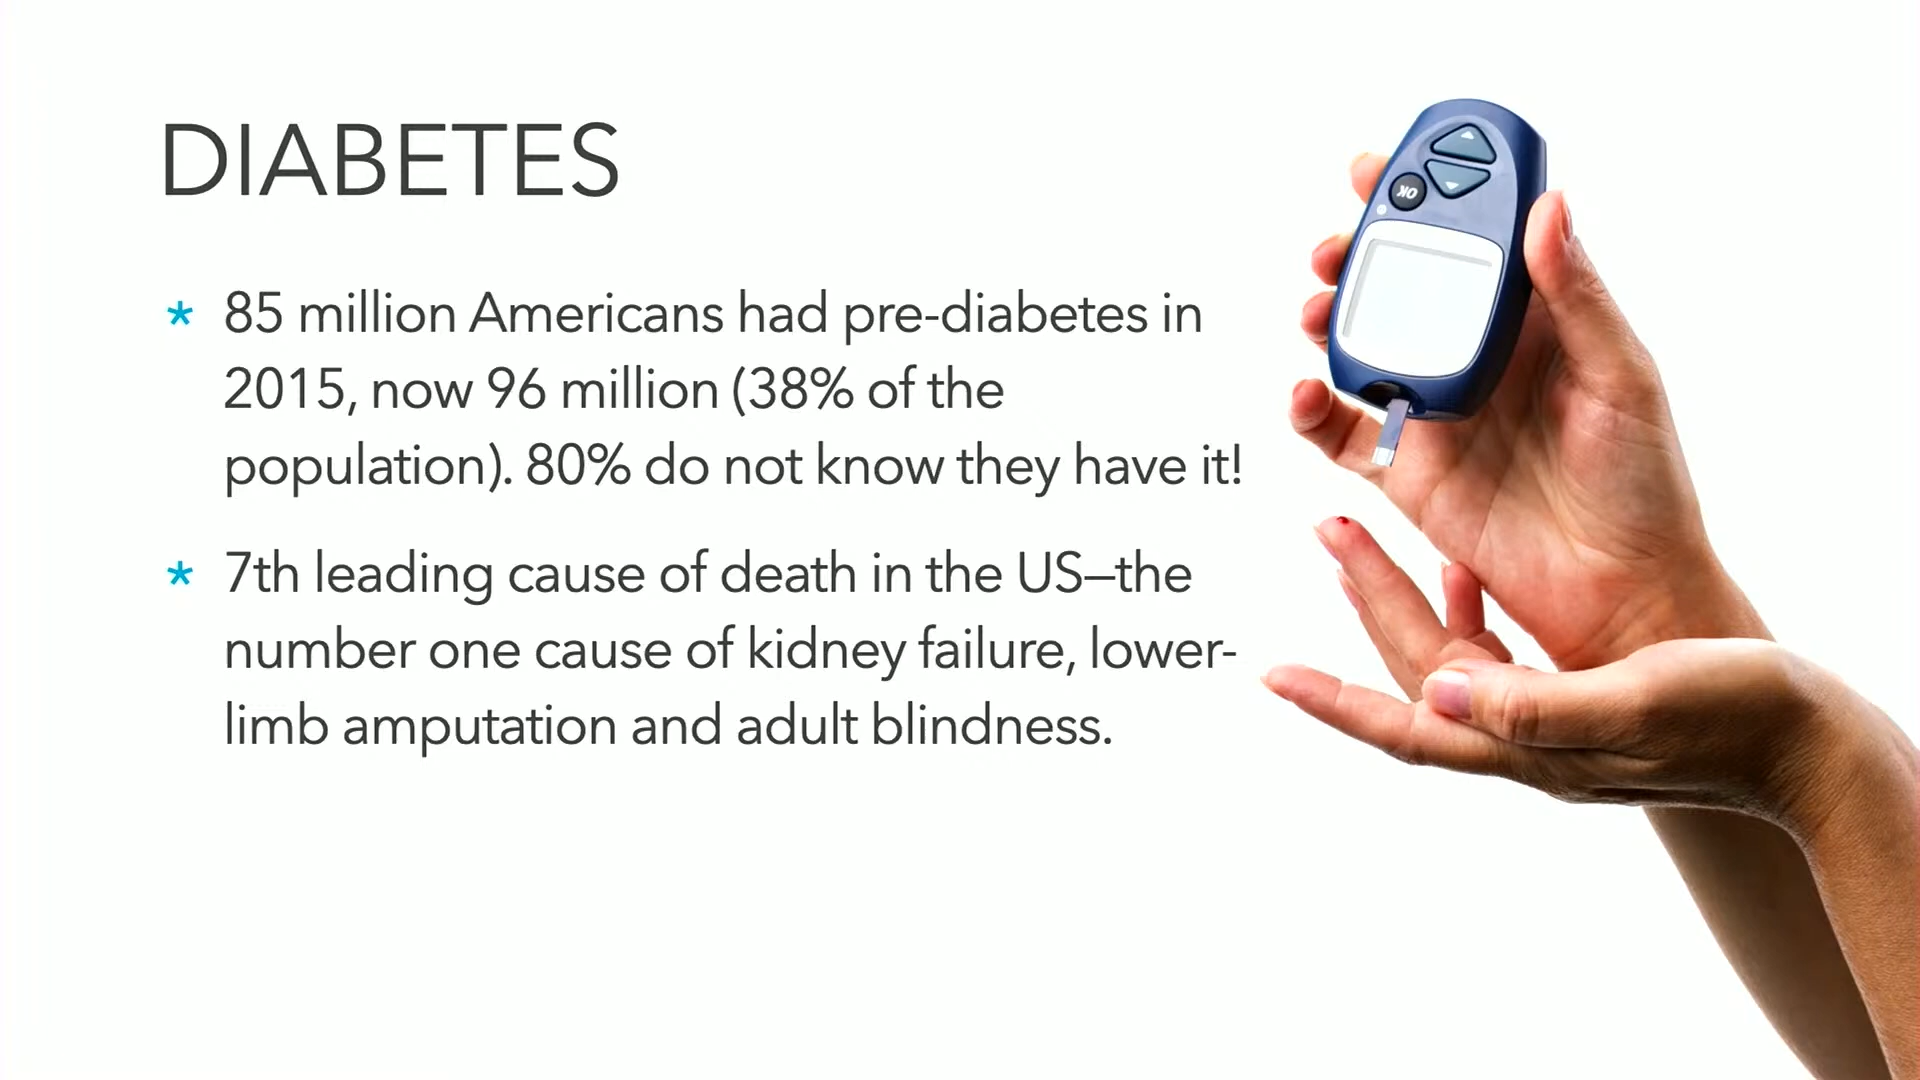 DIABETES
* 85 million Americans had pre-diabetes in
2015, now 96 million (38% of the
population). 80% do not know they have it!
* 7th leading cause of death in the US—the
number one cause of kidney failure, lower-
limb amputation and adult blindness.
OK